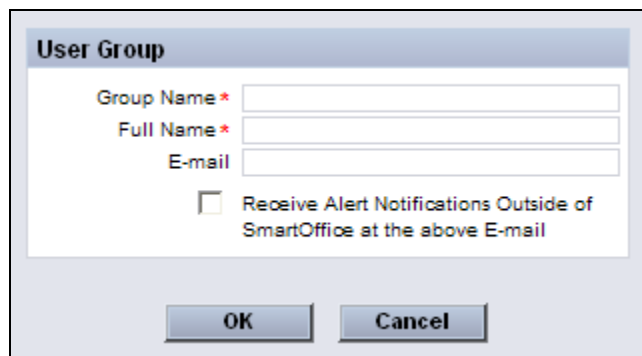 User Group
Group Name *
Full Name *
E-mail
Receive Alert Notifications Outside of
SmartOffice at the above E-mail
OK Cancel